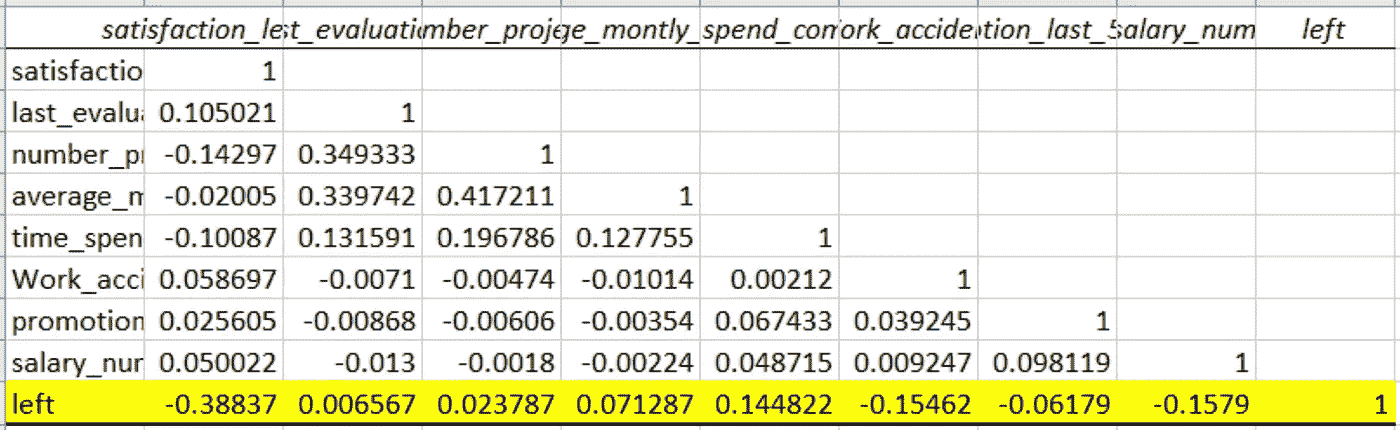 satisfaction_le st_evaluatio mber_proje ge_montly_ spend_com ork_accide tion_last_5 salary_num left
satisfactio 1
last_evalua 0.105021 1
number_pr -0.14297 0.349333 1
average_m -0.02005 0.339742 0.417211 1
time_spen -0.10087 0.131591 0.196786 0.127755 1
Work_acci 0.058697 -0.0071 -0.00474 -0.01014 0.00212 1
promotion 0.025605 -0.00868 -0.00606 -0.00354 0.067433 0.039245 1
salary_nur 0.050022 -0.013 -0.0018 -0.00224 0.048715 0.009247 0.098119 1
left -0.38837 0.006567 0.023787 0.071287 0.144822 -0.15462 -0.06179 -0.1579 1